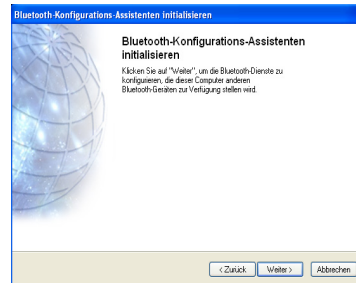 Bluetooth-Konfigurations-Assistenten initialisieren
Bluetooth-Konfigurations-Assistenten
initialisieren
Klicken Sie auf "Weiter", um die Bluetooth-Dienste zu
konfigurieren, die dieser Computer anderen
Bluetooth-Geräten zur Verfügung stellen wird.
< Zurück Weiter > Abbrechen